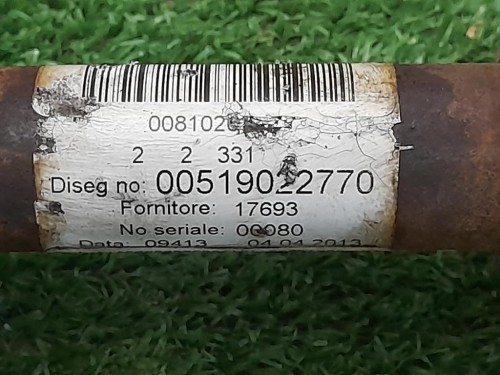 2 2 331
Diseg no: 00519022770
Fornitore: 17693
No seriale: 00080
Data: 09413 04.04.2013